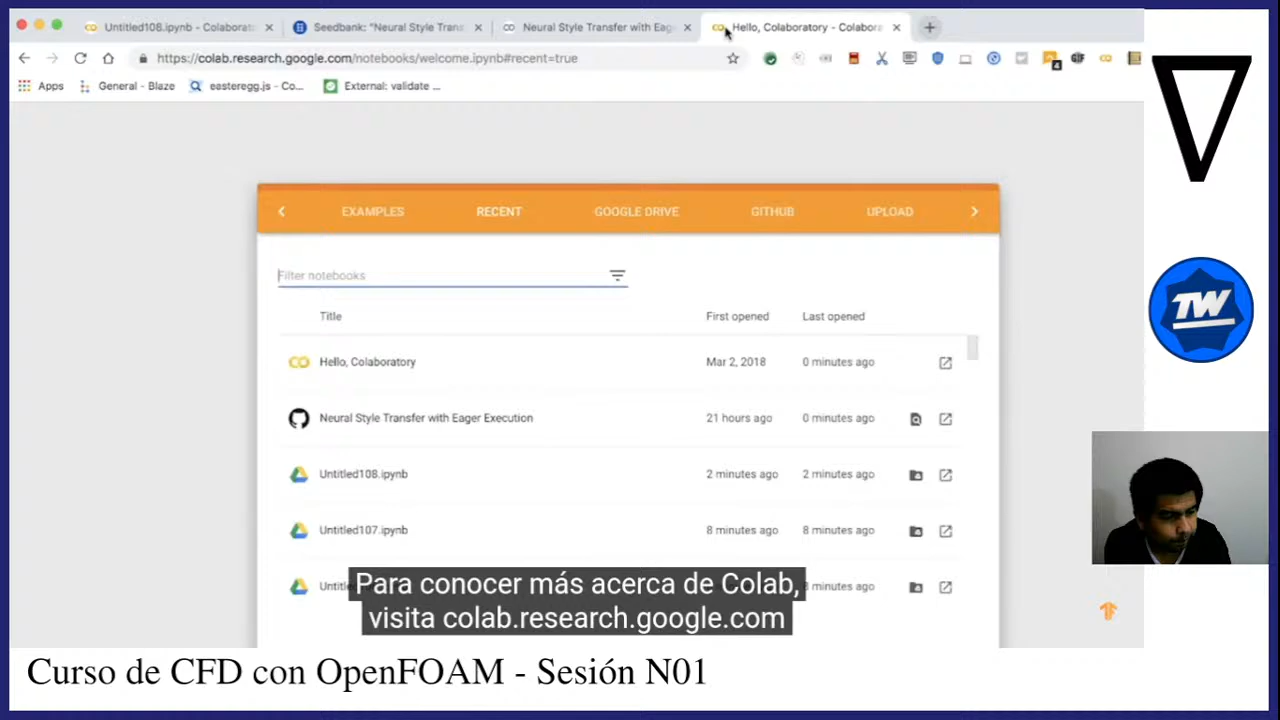 Untitled108.ipynb - Colaborato
Seedbank: "Neural Style Trans
Neural Style Transfer with Eag
Hello, Colaboratory - Colabora
https://colab.research.google.com/notebooks/welcome.ipynb#recent=true
4
GIF
Apps
General - Blaze
easteregg.js - Co...
External: validate ...
EXAMPLES
RECENT
GOOGLE DRIVE
GITHUB
UPLOAD
Filter notebooks
Title
First opened
Last opened
Hello, Colaboratory
Mar 2, 2018
0 minutes ago
Neural Style Transfer with Eager Execution
21 hours ago
0 minutes ago
Untitled108.ipynb
2 minutes ago
2 minutes ago
Untitled107.ipynb
8 minutes ago
8 minutes ago
minutes ago
Para conocer más acerca de Colab,
visita colab.research.google.com
TW
Curso de CFD con OpenFOAM - Sesión N01